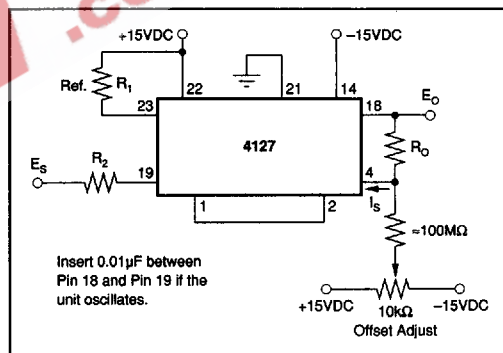 .co
+15VDC
−15VDC
Ref.
R1
22
21
14
23
18
EO
4127
RO
ES
R2
19
4
IS
1
2
≈100MΩ
Insert 0.01µF between
Pin 18 and Pin 19 if the
unit oscillates.
+15VDC
−15VDC
10kΩ
Offset Adjust